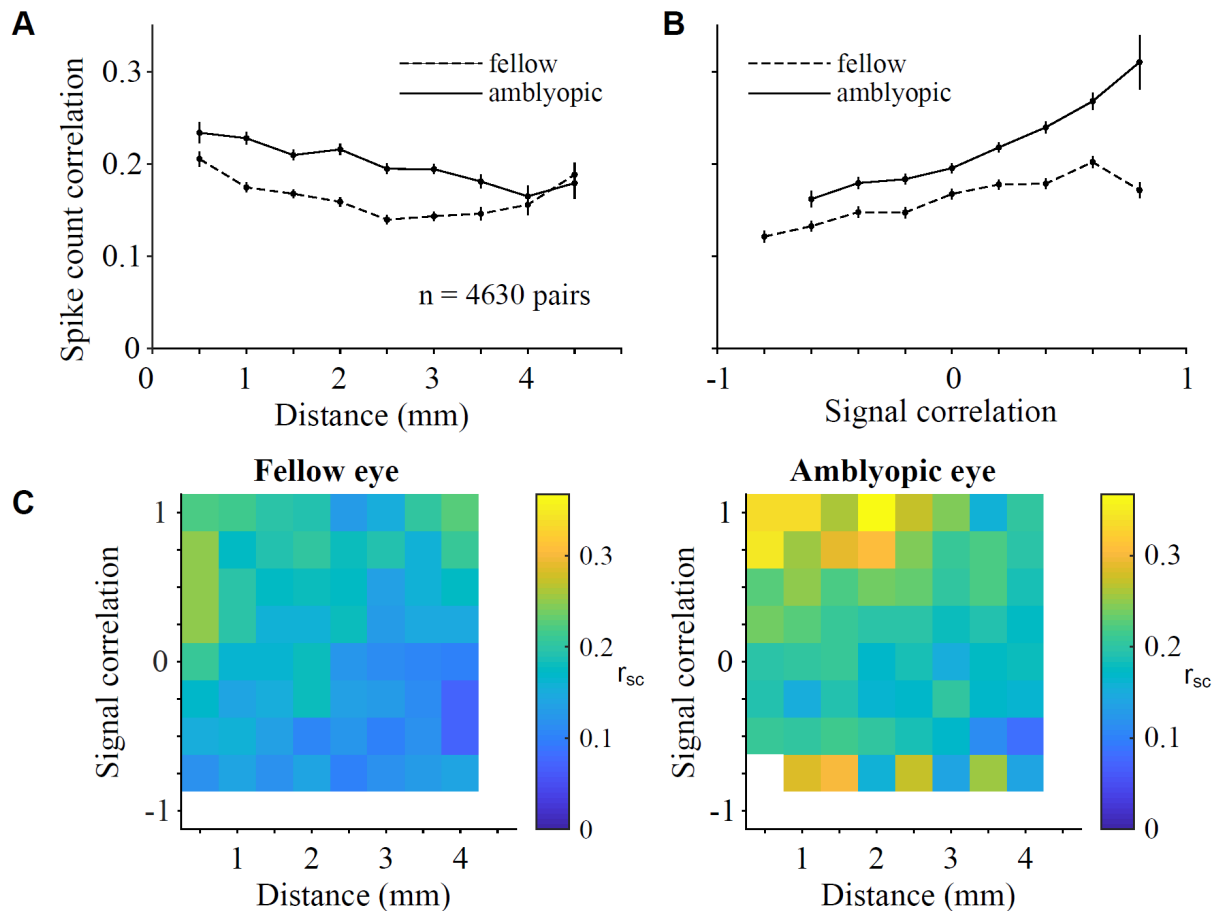 A
Spike count correlation
0.3
0.2
0.1
0
fellow
amblyopic
n = 4630 pairs
0 1 2 3 4
Distance (mm)
B
fellow
amblyopic
-1 0 1
Signal correlation
C
Fellow eye
Signal correlation
1
0
-1
1 2 3 4
Distance (mm)
0.3
0.2
0.1
0
rsc
Amblyopic eye
Signal correlation
1
0
-1
1 2 3 4
Distance (mm)
0.3
0.2
0.1
0
rsc